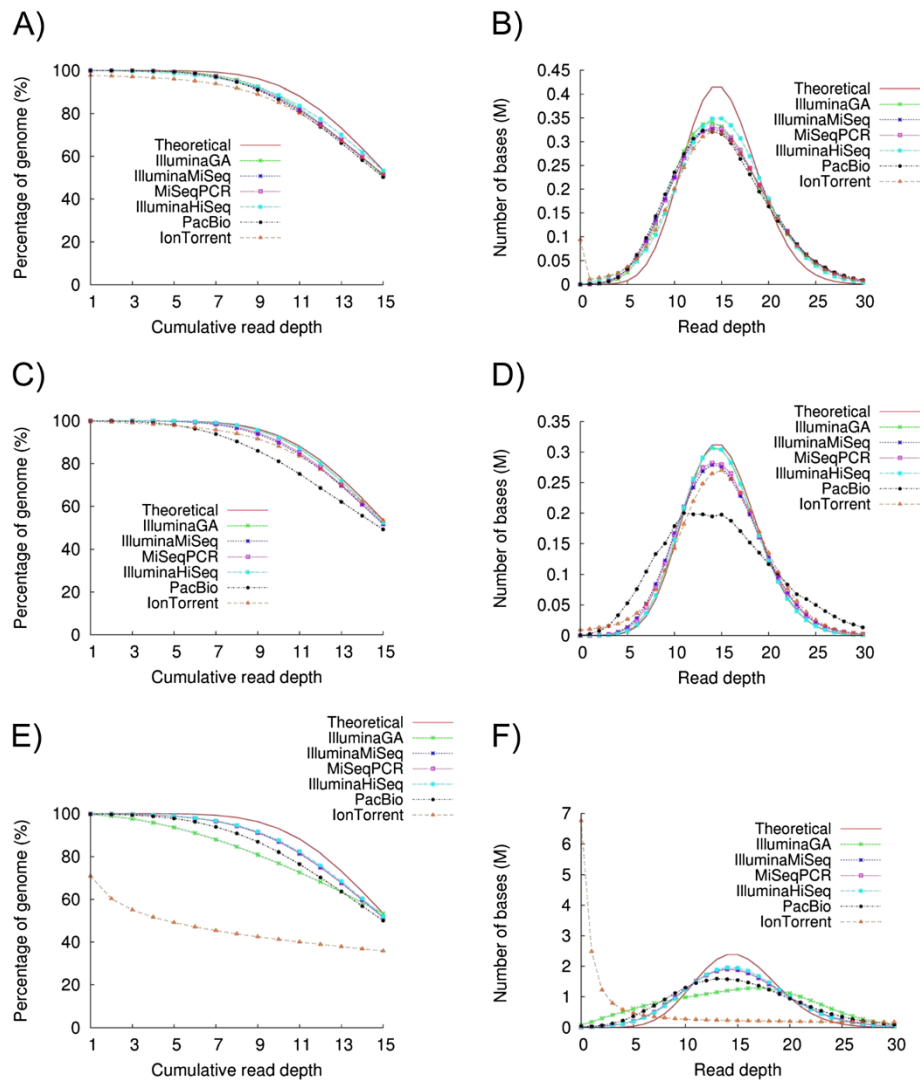 A)
Percentage of genome (%)
100
80
60
40
20
0
Theoretical
IlluminaGA
IlluminaMiSeq
MiSeqPCR
IlluminaHiSeq
PacBio
IonTorrent
1 3 5 7 9 11 13 15
Cumulative read depth
B)
Number of bases (M)
0.45
0.4
0.35
0.3
0.25
0.2
0.15
0.1
0.05
0
Theoretical
IlluminaGA
IlluminaMiSeq
MiSeqPCR
IlluminaHiSeq
PacBio
IonTorrent
0 5 10 15 20 25 30
Read depth
C)
Percentage of genome (%)
100
80
60
40
20
0
Theoretical
IlluminaGA
IlluminaMiSeq
MiSeqPCR
IlluminaHiSeq
PacBio
IonTorrent
1 3 5 7 9 11 13 15
Cumulative read depth
D)
Number of bases (M)
0.35
0.3
0.25
0.2
0.15
0.1
0.05
0
Theoretical
IlluminaGA
IlluminaMiSeq
MiSeqPCR
IlluminaHiSeq
PacBio
IonTorrent
0 5 10 15 20 25 30
Read depth
E)
Theoretical
IlluminaGA
IlluminaMiSeq
MiSeqPCR
IlluminaHiSeq
PacBio
IonTorrent
Percentage of genome (%)
100
80
60
40
20
0
1 3 5 7 9 11 13 15
Cumulative read depth
F)
Number of bases (M)
7
6
5
4
3
2
1
0
Theoretical
IlluminaGA
IlluminaMiSeq
MiSeqPCR
IlluminaHiSeq
PacBio
IonTorrent
0 5 10 15 20 25 30
Read depth